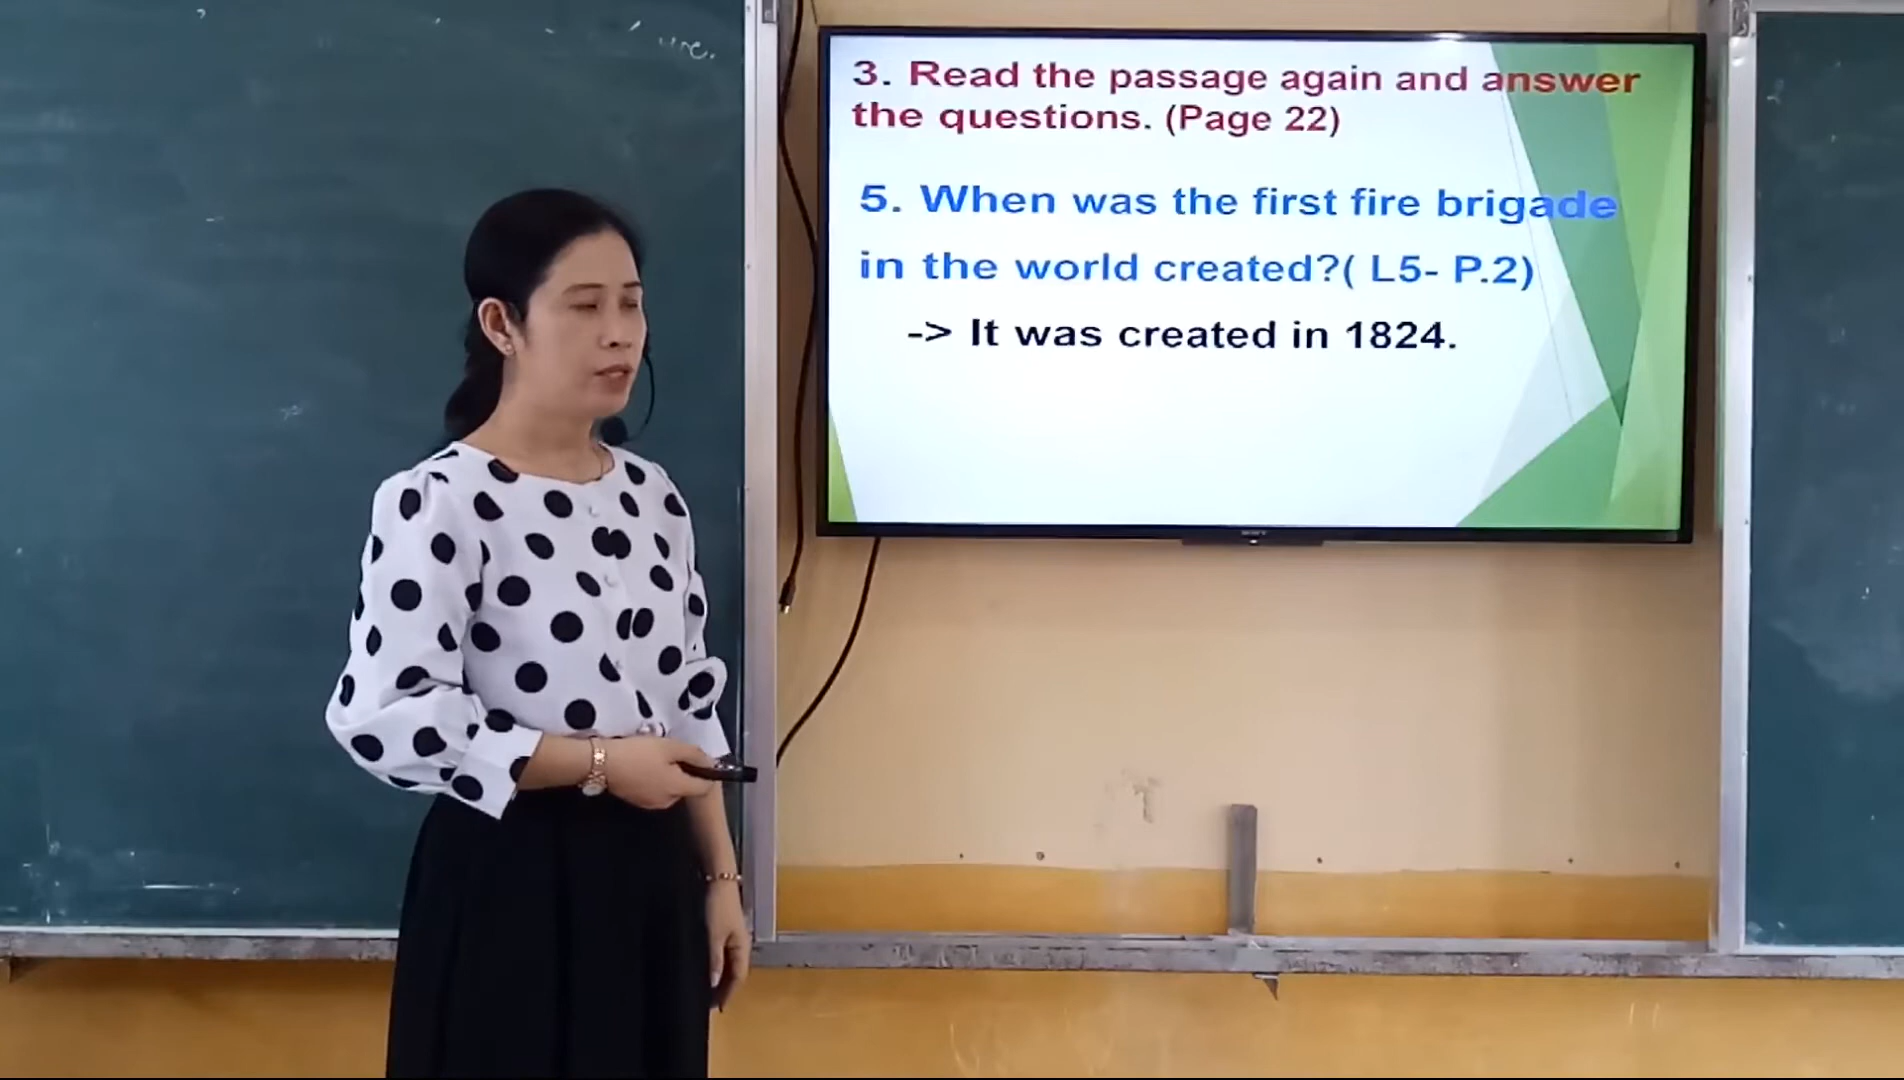 3. Read the passage again and answer
the questions. (Page 22)
5. When was the first fire brigade
in the world created?( L5- P.2)
-> It was created in 1824.